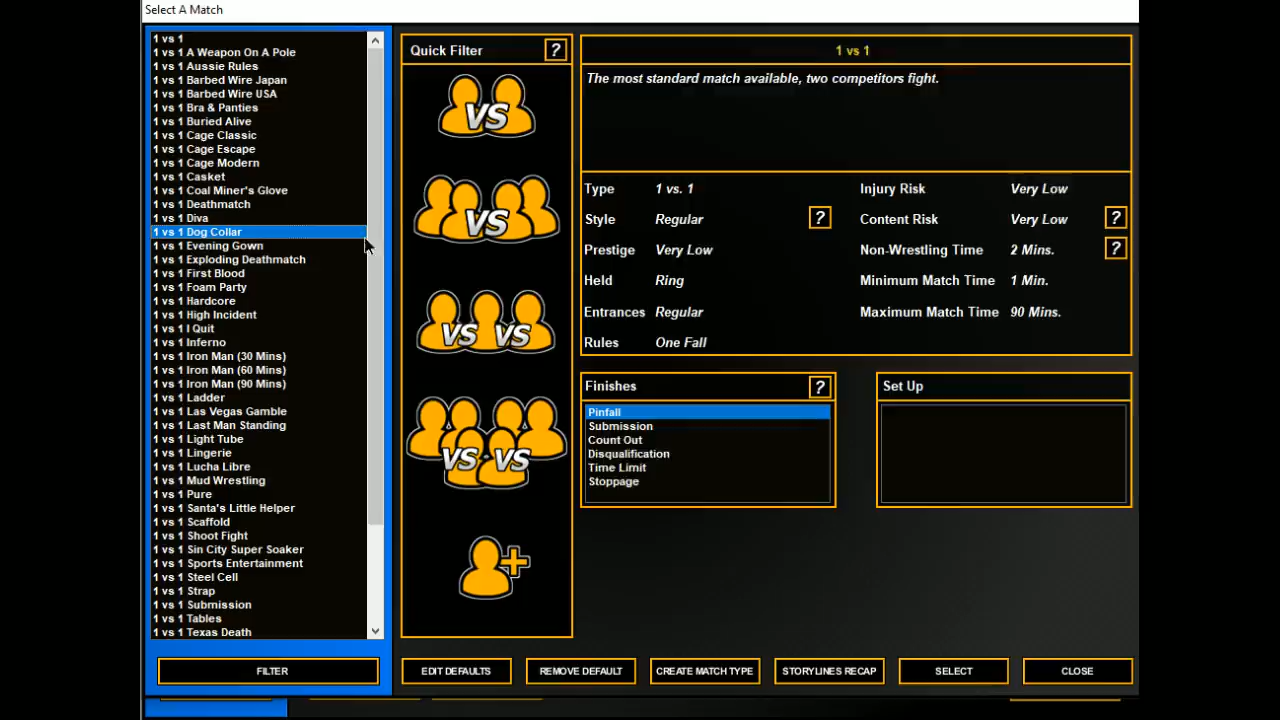 Select A Match
1 vs 1
1 vs 1 A Weapon On A Pole
1 vs 1 Aussie Rules
1 vs 1 Barbed Wire Japan
1 vs 1 Barbed Wire USA
1 vs 1 Bra & Panties
1 vs 1 Buried Alive
1 vs 1 Cage Classic
1 vs 1 Cage Escape
1 vs 1 Cage Modern
1 vs 1 Casket
1 vs 1 Coal Miner's Glove
1 vs 1 Deathmatch
1 vs 1 Diva
1 vs 1 Dog Collar
1 vs 1 Evening Gown
1 vs 1 Exploding Deathmatch
1 vs 1 First Blood
1 vs 1 Foam Party
1 vs 1 Hardcore
1 vs 1 High Incident
1 vs 1 I Quit
1 vs 1 Inferno
1 vs 1 Iron Man (30 Mins)
1 vs 1 Iron Man (60 Mins)
1 vs 1 Iron Man (90 Mins)
1 vs 1 Ladder
1 vs 1 Las Vegas Gamble
1 vs 1 Last Man Standing
1 vs 1 Light Tube
1 vs 1 Lingerie
1 vs 1 Lucha Libre
1 vs 1 Mud Wrestling
1 vs 1 Pure
1 vs 1 Santa's Little Helper
1 vs 1 Scaffold
1 vs 1 Shoot Fight
1 vs 1 Sin City Super Soaker
1 vs 1 Sports Entertainment
1 vs 1 Steel Cell
1 vs 1 Strap
1 vs 1 Submission
1 vs 1 Tables
1 vs 1 Texas Death
FILTER
Quick Filter ?
VS
VS
VS VS
VS VS
1 vs 1
The most standard match available, two competitors fight.
Type 1 vs. 1
Style Regular ?
Prestige Very Low
Held Ring
Entrances Regular
Rules One Fall
Injury Risk Very Low
Content Risk Very Low ?
Non-Wrestling Time 2 Mins. ?
Minimum Match Time 1 Min.
Maximum Match Time 90 Mins.
Finishes ?
Pinfall
Submission
Count Out
Disqualification
Time Limit
Stoppage
Set Up
EDIT DEFAULTS
REMOVE DEFAULT
CREATE MATCH TYPE
STORYLINES RECAP
SELECT
CLOSE